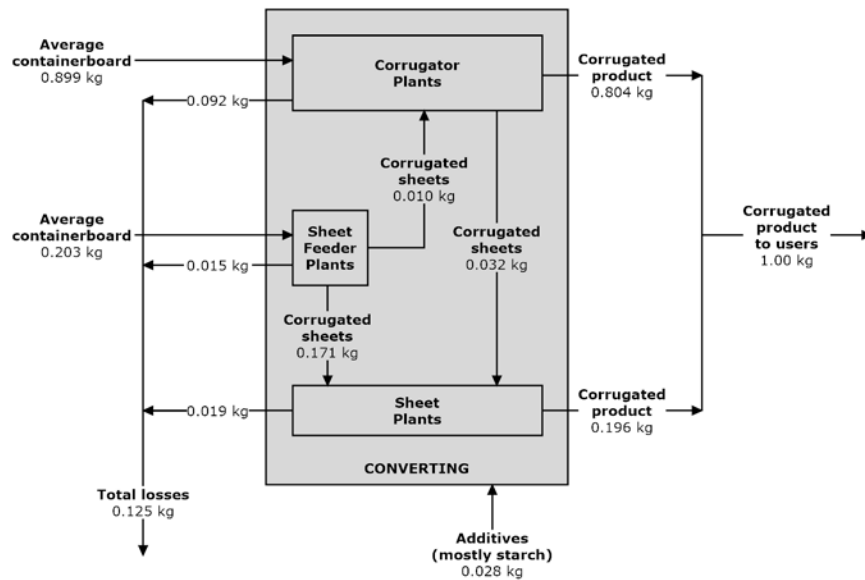 Average
containerboard
0.899 kg
Corrugator
Plants
Corrugated
product
0.804 kg
0.092 kg
Corrugated
sheets
0.010 kg
Average
containerboard
0.203 kg
Sheet
Feeder
Plants
Corrugated
sheets
0.032 kg
Corrugated
product
to users
1.00 kg
0.015 kg
Corrugated
sheets
0.171 kg
0.019 kg
Sheet
Plants
Corrugated
product
0.196 kg
CONVERTING
Total losses
0.125 kg
Additives
(mostly starch)
0.028 kg